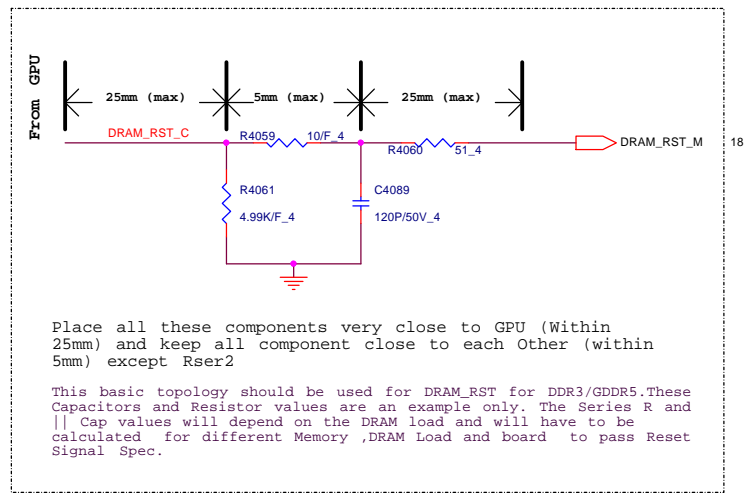 From GPU
25mm (max)
5mm (max)
25mm (max)
DRAM_RST_C
R4059
10/F_4
R4060
51_4
DRAM_RST_M
18
R4061
4.99K/F_4
C4089
120P/50V_4
Place all these components very close to GPU (Within
25mm) and keep all component close to each Other (within
5mm) except Rser2
This basic topology should be used for DRAM_RST for DDR3/GDDR5.These
Capacitors and Resistor values are an example only. The Series R and
|| Cap values will depend on the DRAM load and will have to be
calculated for different Memory ,DRAM Load and board to pass Reset
Signal Spec.